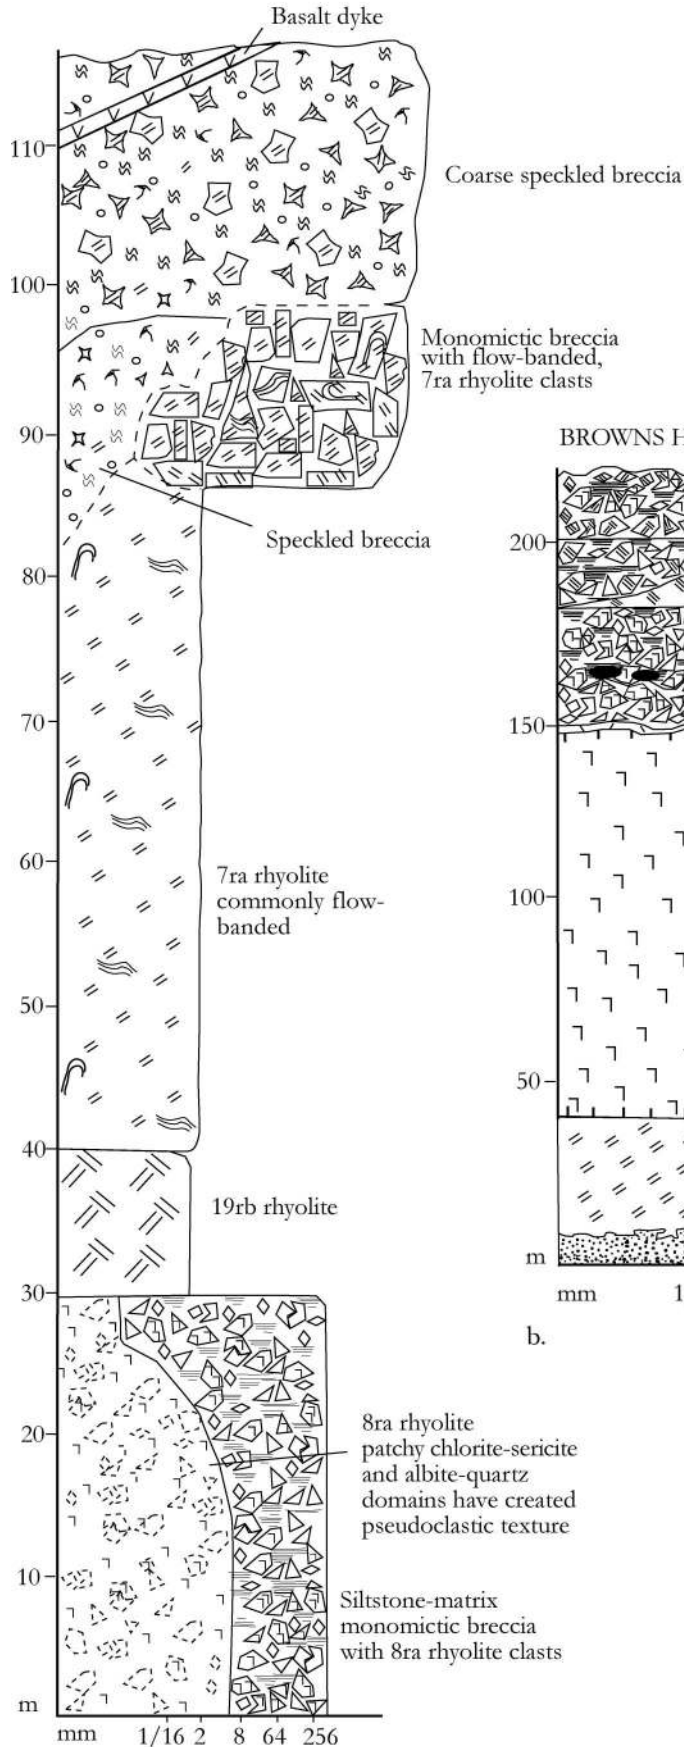 Basalt dyke
110
Coarse speckled breccia
100
Monomictic breccia
with flow-banded,
7ra rhyolite clasts
90
Speckled breccia
80
70
7ra rhyolite
commonly flow-
banded
60
50
40
19rb rhyolite
30
20
8ra rhyolite
patchy chlorite-sericite
and albite-quartz
domains have created
pseudoclastic texture
10
Siltstone-matrix
monomictic breccia
with 8ra rhyolite clasts
m
mm 1/16 2 8 64 256
BROWNS H
200
150
100
50
m
mm 1
b.